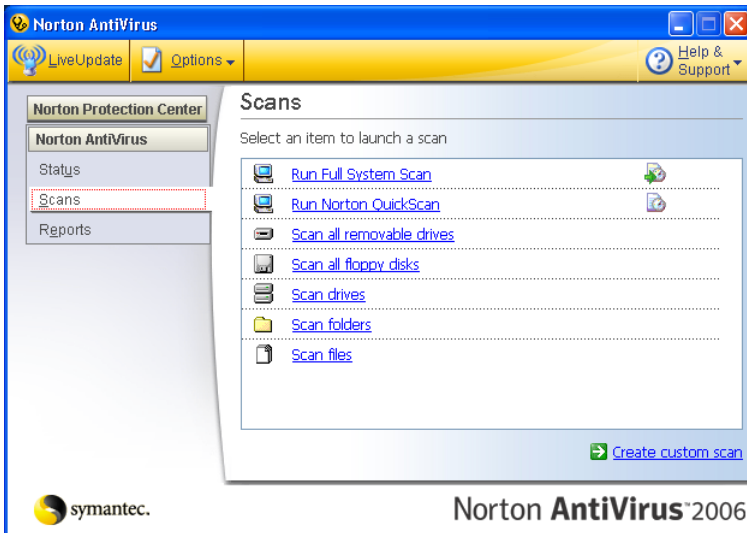 Norton AntiVirus
LiveUpdate
Options
Help & Support
Norton Protection Center
Norton AntiVirus
Status
Scans
Reports
Scans
Select an item to launch a scan
Run Full System Scan
Run Norton QuickScan
Scan all removable drives
Scan all floppy disks
Scan drives
Scan folders
Scan files
Create custom scan
symantec.
Norton AntiVirus™2006